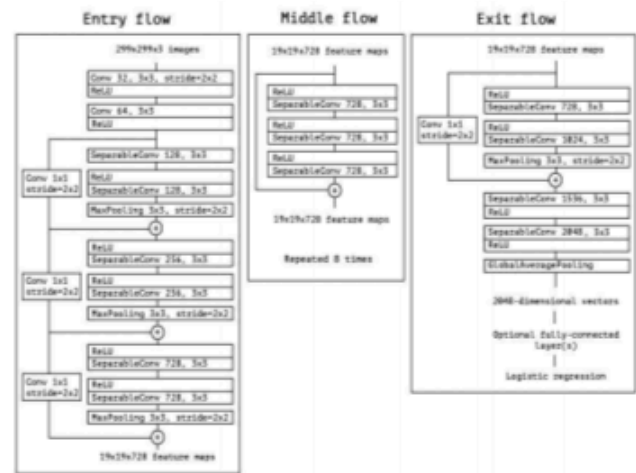 Entry flow
299x299x3 images
Conv 32, 3x3, stride=2x2
ReLU
Conv 64, 3x3
ReLU
SeparableConv 128, 3x3
Conv 1x1
stride=2x2
ReLU
SeparableConv 128, 3x3
MaxPooling 3x3, stride=2x2
+
ReLU
SeparableConv 256, 3x3
Conv 1x1
stride=2x2
ReLU
SeparableConv 256, 3x3
MaxPooling 3x3, stride=2x2
+
ReLU
SeparableConv 728, 3x3
Conv 1x1
stride=2x2
ReLU
SeparableConv 728, 3x3
MaxPooling 3x3, stride=2x2
+
19x19x728 feature maps
Middle flow
19x19x728 feature maps
ReLU
SeparableConv 728, 3x3
ReLU
SeparableConv 728, 3x3
ReLU
SeparableConv 728, 3x3
+
19x19x728 feature maps
Repeated 8 times
Exit flow
19x19x728 feature maps
ReLU
SeparableConv 728, 3x3
Conv 1x1
stride=2x2
ReLU
SeparableConv 1024, 3x3
MaxPooling 3x3, stride=2x2
+
SeparableConv 1536, 3x3
ReLU
SeparableConv 2048, 3x3
ReLU
GlobalAveragePooling
2048-dimensional vectors
Optional fully-connected
layer(s)
Logistic regression